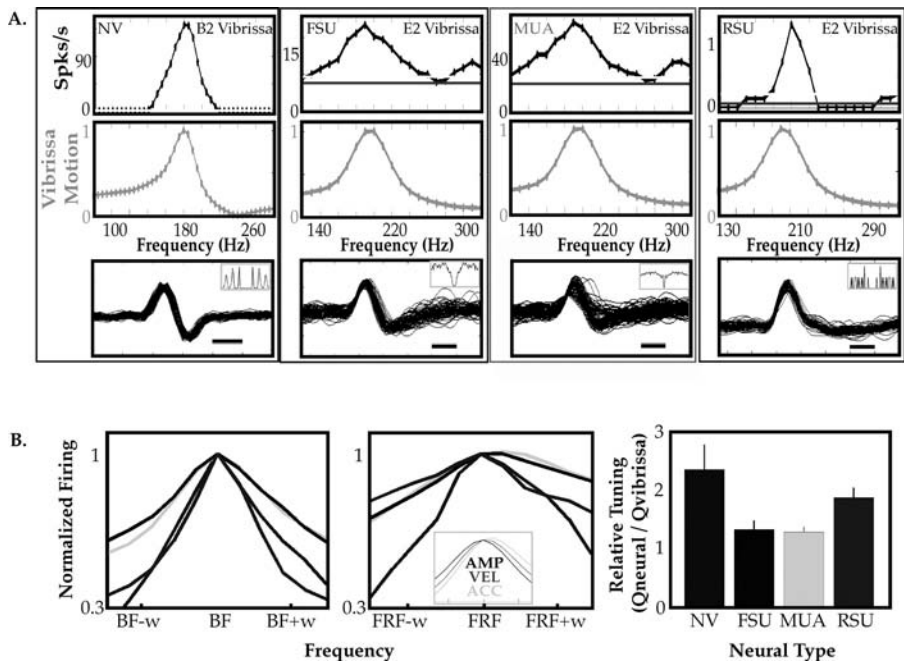 A.
NV B2 Vibrissa
FSU E2 Vibrissa
MUA E2 Vibrissa
RSU E2 Vibrissa
Spks/s
90
0
15
0
40
0
1
0
Vibrissa
Motion
1
0
1
0
1
0
1
0
100 180 260
120 220 300
120 220 300
130 210 290
Frequency (Hz)
Frequency (Hz)
Frequency (Hz)
Frequency (Hz)
B.
Normalized Firing
1
0.3
BF-w BF BF+w
1
0.3
AMP
VEL
ACC
FRF-w FRF FRF+w
Frequency
Relative Tuning
(Qneural / Qvibrissa)
3
2
1
0
NV FSU MUA RSU
Neural Type